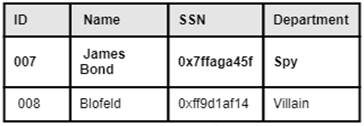 ID Name SSN Department
007 James Bond 0x7ffaga45f Spy
008 Blofeld 0xff9d1af14 Villain